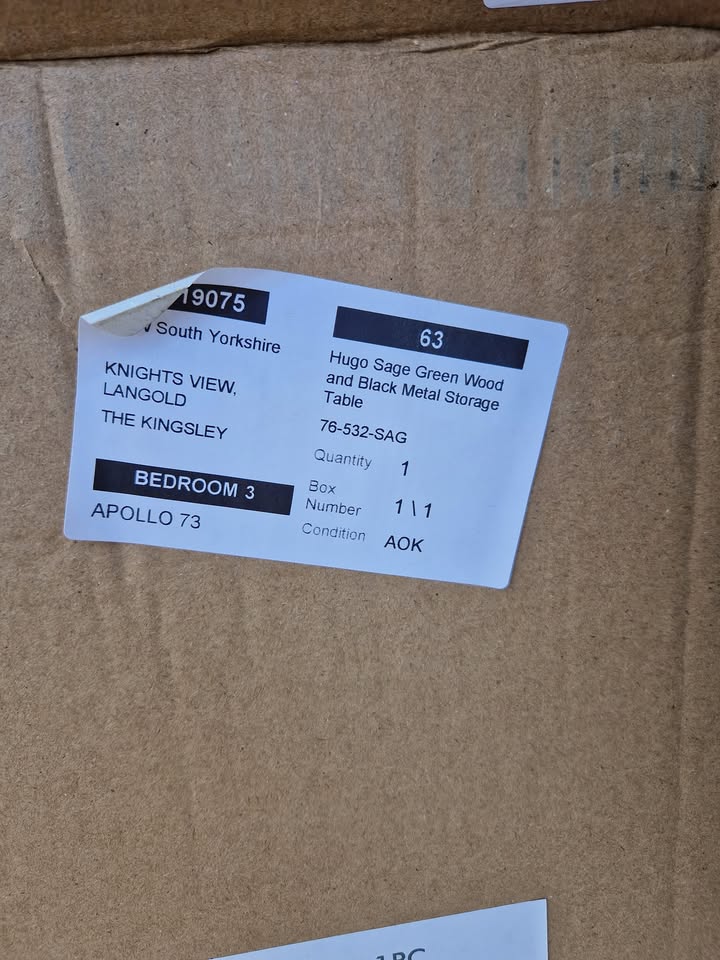 19075
South Yorkshire
KNIGHTS VIEW,
LANGOLD
THE KINGSLEY
BEDROOM 3
APOLLO 73
63
Hugo Sage Green Wood
and Black Metal Storage
Table
76-532-SAG
Quantity 1
Box
Number 1 \ 1
Condition AOK